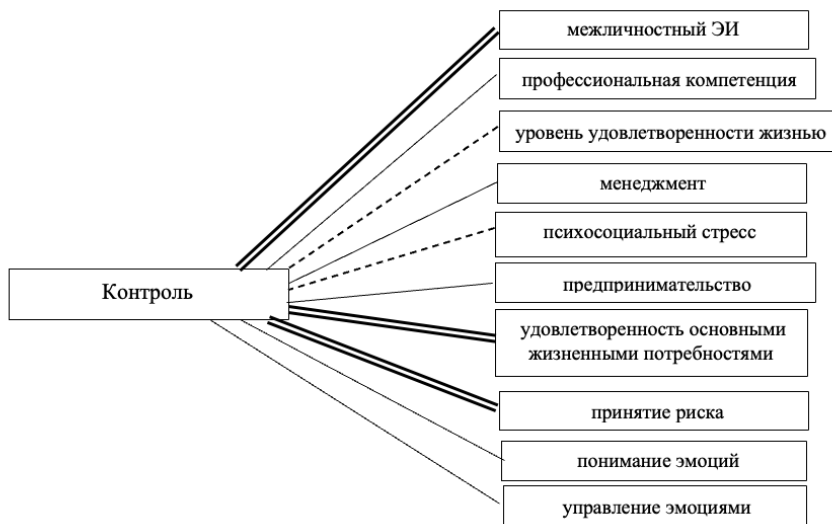 межличностный ЭИ
профессиональная компетенция
уровень удовлетворенности жизнью
менеджмент
психосоциальный стресс
Контроль
предпринимательство
удовлетворенность основными
жизненными потребностями
принятие риска
понимание эмоций
управление эмоциями